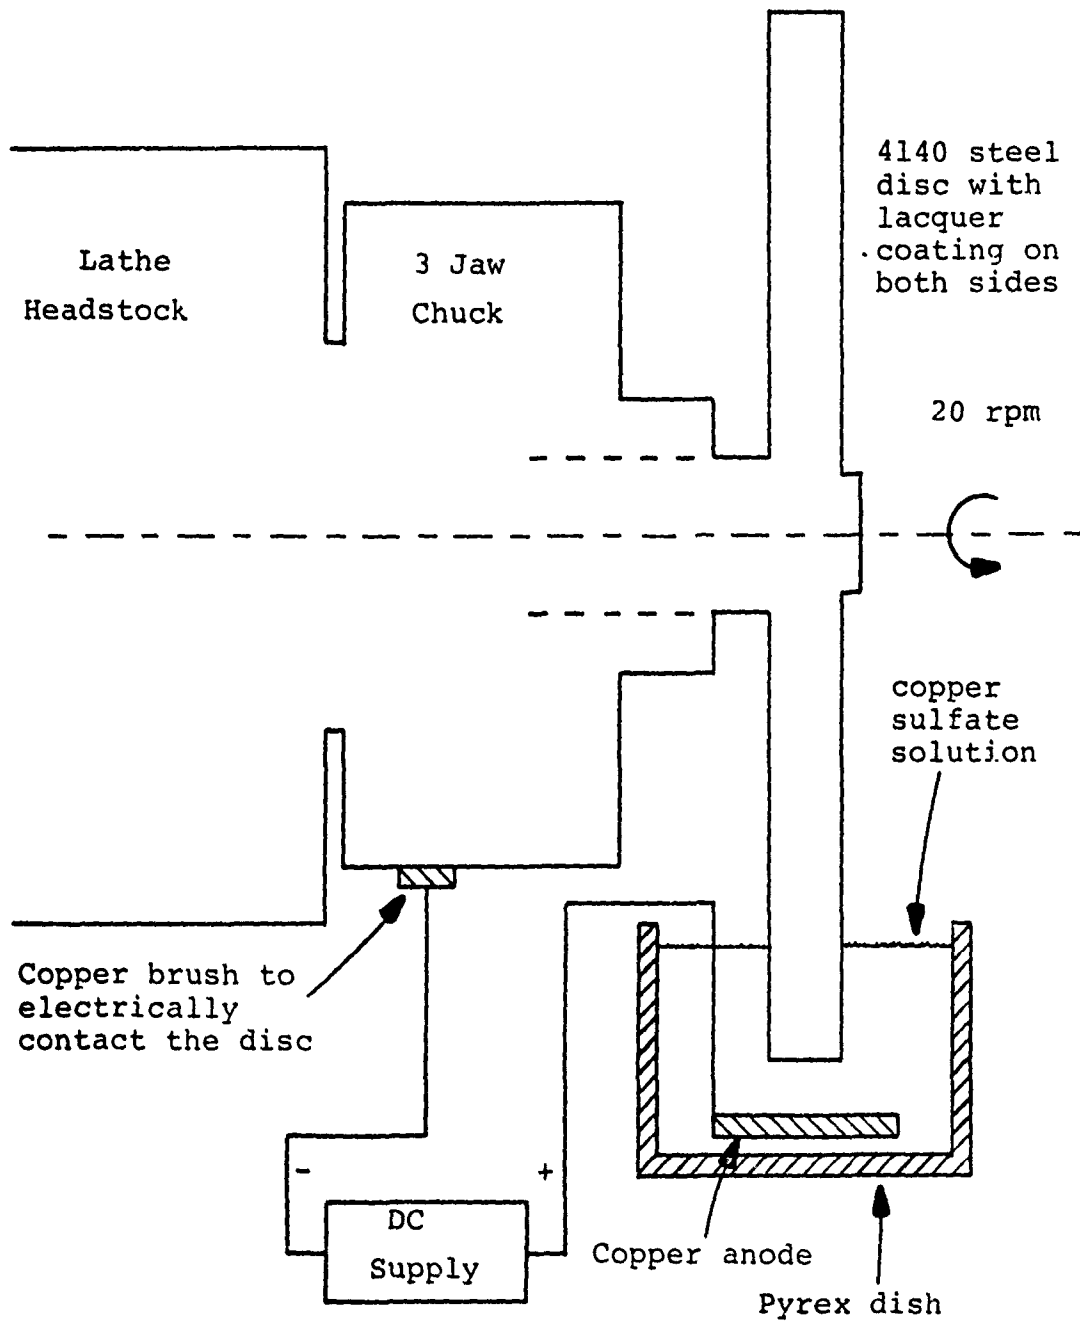 4140 steel
disc with
lacquer
coating on
both sides
Lathe
Headstock
3 Jaw
Chuck
20 rpm
copper
sulfate
solution
Copper brush to
electrically
contact the disc
-
+
DC
Supply
Copper anode
Pyrex dish